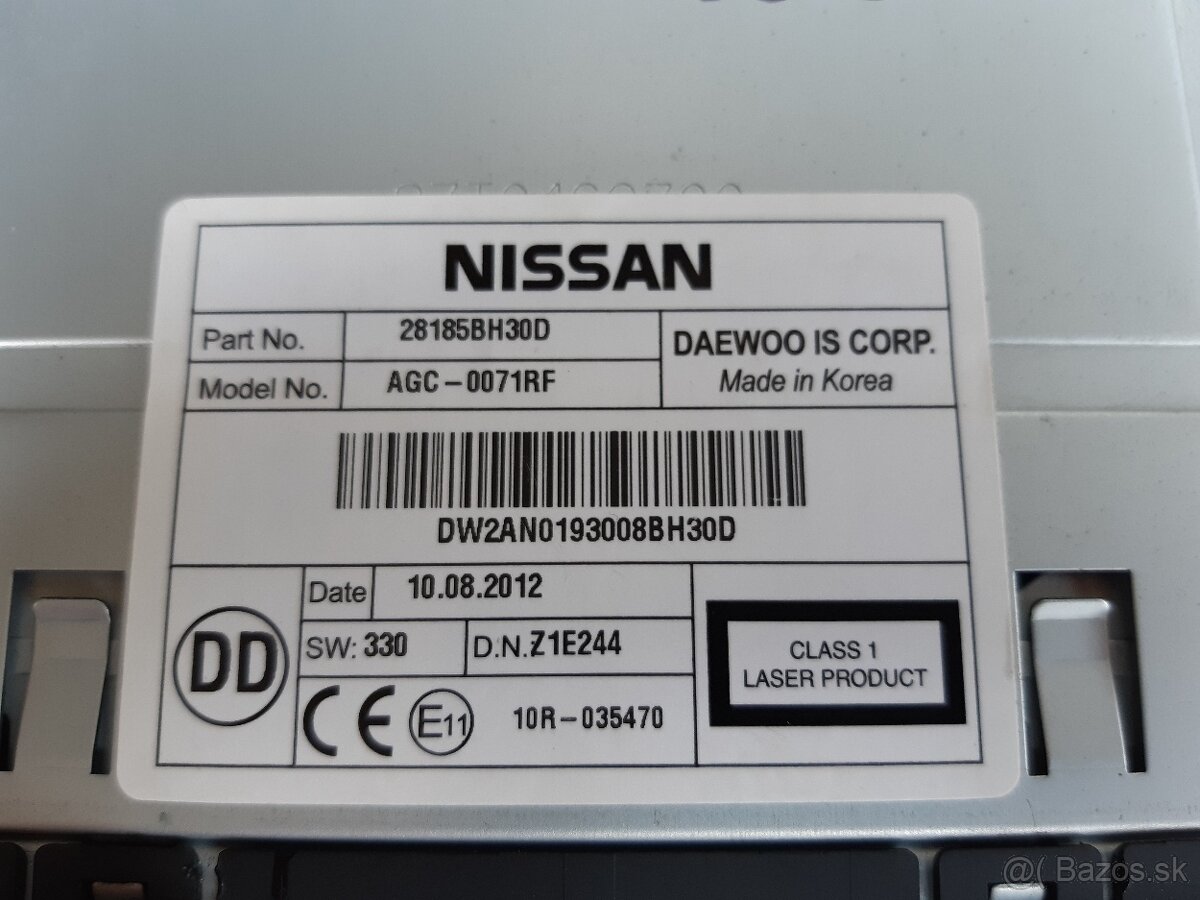 NISSAN
Part No. 28185BH30D
DAEWOO IS CORP.
Model No. AGC-0071RF
Made in Korea
DW2AN0193008BH30D
DD
Date 10.08.2012
SW: 330 D.N.Z1E244
CE E11 10R-035470
CLASS 1
LASER PRODUCT
@( Bazos.sk